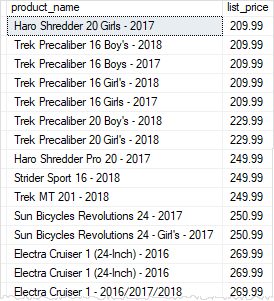 product_name list_price
Haro Shredder 20 Girls - 2017 209.99
Trek Precaliber 16 Boy's - 2018 209.99
Trek Precaliber 16 Boys - 2017 209.99
Trek Precaliber 16 Girl's - 2018 209.99
Trek Precaliber 16 Girls - 2017 209.99
Trek Precaliber 20 Boy's - 2018 229.99
Trek Precaliber 20 Girl's - 2018 229.99
Haro Shredder Pro 20 - 2017 249.99
Strider Sport 16 - 2018 249.99
Trek MT 201 - 2018 249.99
Sun Bicycles Revolutions 24 - 2017 250.99
Sun Bicycles Revolutions 24 - Girl's - 2017 250.99
Electra Cruiser 1 (24-Inch) - 2016 269.99
Electra Cruiser 1 (24-Inch) - 2016 269.99
Electra Cruiser 1 - 2016/2017/2018 269.99